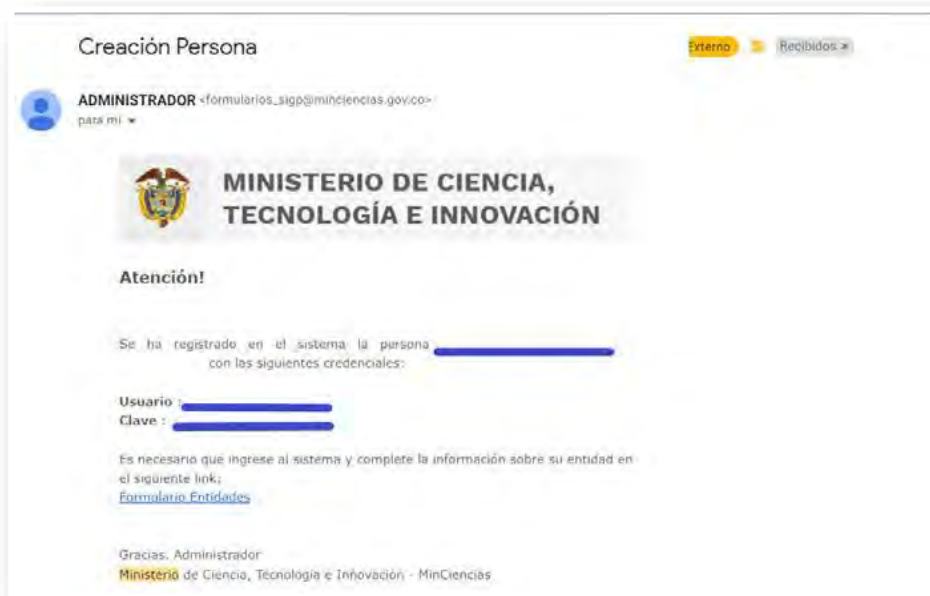 Creación Persona
Externo
Recibidos ×
ADMINISTRADOR <formularios_sigp@minciencias.gov.co>
para mí
MINISTERIO DE CIENCIA,
TECNOLOGÍA E INNOVACIÓN
Atención!
Se ha registrado en el sistema la persona
con las siguientes credenciales:
Usuario :
Clave :
Es necesario que ingrese al sistema y complete la información sobre su entidad en
el siguiente link:
Formulario Entidades
Gracias. Administrador
Ministerio de Ciencia, Tecnología e Innovación - MinCiencias